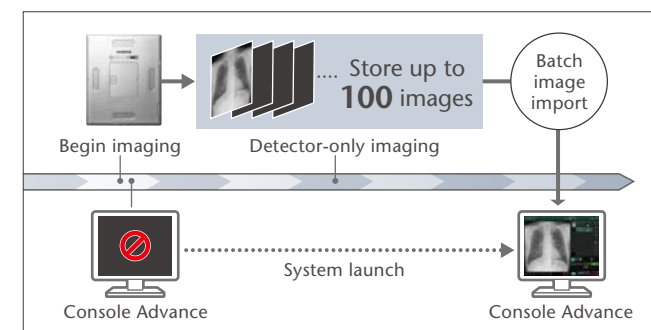 .... Store up to
100 images
Batch
image
import
Begin imaging
Detector-only imaging
System launch
Console Advance
Console Advance